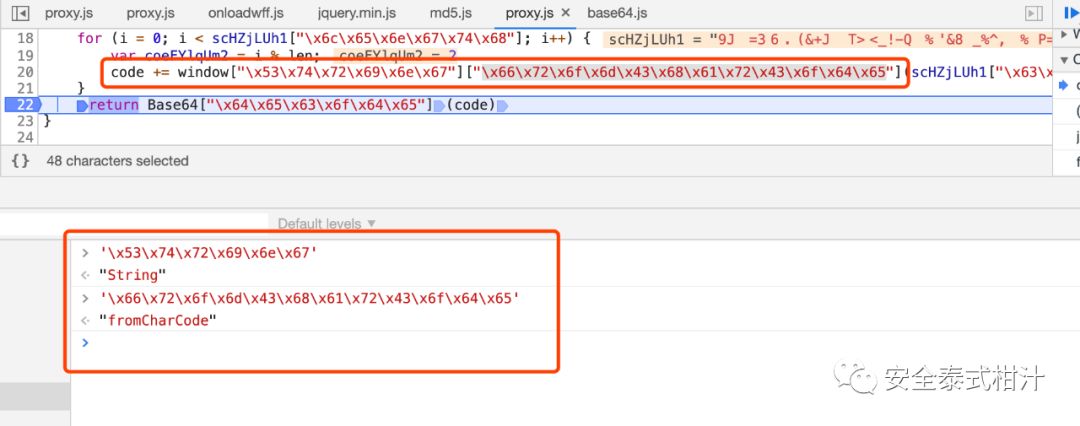 proxy.js proxy.js onloadwff.js jquery.min.js md5.js proxy.js × base64.js
18 for (i = 0; i < scHZjLUh1["\x6c\x65\x6e\x67\x74\x68"]; i++) { scHZjLUh1 = "9J =36.(&+J T><_!-Q %'&8 _%^, %P=
19 var coeFYlqUm2 = i % len; coeFYlqUm2 = 2
20 code += window["\x53\x74\x72\x69\x6e\x67"]["\x66\x72\x6f\x6d\x43\x68\x61\x72\x43\x6f\x64\x65"](scHZjLUh1["\x63\
21 }
22 return Base64["\x64\x65\x63\x6f\x64\x65"](code)
23 }
24
{} 48 characters selected
Default levels ▼
> '\x53\x74\x72\x69\x6e\x67'
"String"
> '\x66\x72\x6f\x6d\x43\x68\x61\x72\x43\x6f\x64\x65'
"fromCharCode"
>
安全泰式柑汁